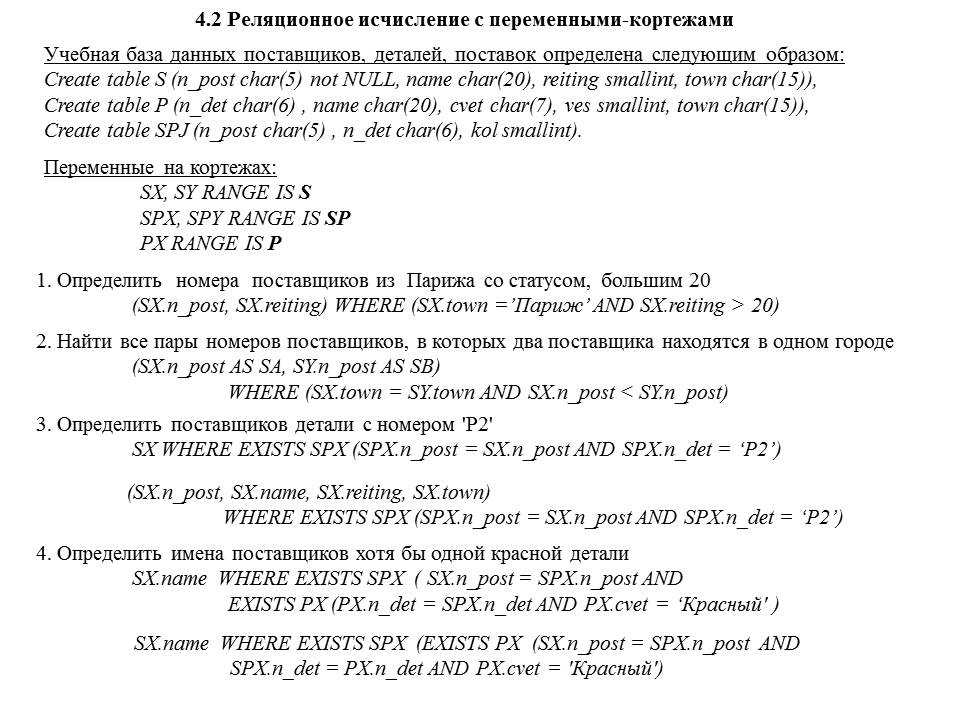 4.2 Реляционное исчисление с переменными-кортежами
Учебная база данных поставщиков, деталей, поставок определена следующим образом:
Create table S (n_post char(5) not NULL, name char(20), reiting smallint, town char(15)),
Create table P (n_det char(6) , name char(20), cvet char(7), ves smallint, town char(15)),
Create table SPJ (n_post char(5) , n_det char(6), kol smallint).
Переменные на кортежах:
SX, SY RANGE IS S
SPX, SPY RANGE IS SP
PX RANGE IS P
1. Определить номера поставщиков из Парижа со статусом, большим 20
(SX.n_post, SX.reiting) WHERE (SX.town =’Париж’ AND SX.reiting > 20)
2. Найти все пары номеров поставщиков, в которых два поставщика находятся в одном городе
(SX.n_post AS SA, SY.n_post AS SB)
WHERE (SX.town = SY.town AND SX.n_post < SY.n_post)
3. Определить поставщиков детали с номером 'P2'
SX WHERE EXISTS SPX (SPX.n_post = SX.n_post AND SPX.n_det = ‘P2’)
(SX.n_post, SX.name, SX.reiting, SX.town)
WHERE EXISTS SPX (SPX.n_post = SX.n_post AND SPX.n_det = ‘P2’)
4. Определить имена поставщиков хотя бы одной красной детали
SX.name WHERE EXISTS SPX ( SX.n_post = SPX.n_post AND
EXISTS PX (PX.n_det = SPX.n_det AND PX.cvet = ‘Красный' )
SX.name WHERE EXISTS SPX (EXISTS PX (SX.n_post = SPX.n_post AND
SPX.n_det = PX.n_det AND PX.cvet = 'Красный')